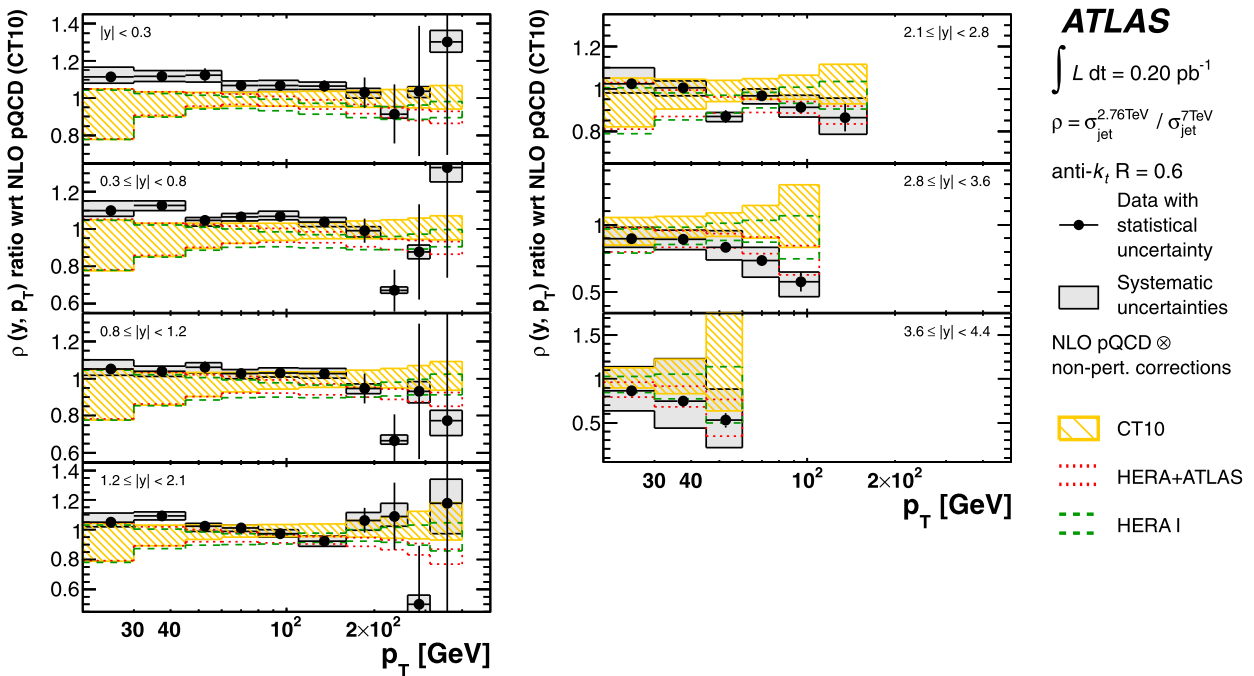 ρ (y, p_T) ratio wrt NLO pQCD (CT10)
|y| < 0.3
1.4
1.2
1
0.8
0.3 ≤ |y| < 0.8
1.2
1
0.8
0.6
0.8 ≤ |y| < 1.2
1.2
1
0.8
0.6
1.2 ≤ |y| < 2.1
1.4
1.2
1
0.8
0.6
30 40 10² 2×10²
p_T [GeV]
ρ (y, p_T) ratio wrt NLO pQCD (CT10)
2.1 ≤ |y| < 2.8
1.2
1
0.8
2.8 ≤ |y| < 3.6
1
0.5
3.6 ≤ |y| < 4.4
1.5
1
0.5
30 40 10² 2×10²
p_T [GeV]
ATLAS
∫ L dt = 0.20 pb⁻¹
ρ = σ_jet^2.76TeV / σ_jet^7TeV
anti-k_t R = 0.6
Data with
statistical
uncertainty
Systematic
uncertainties
NLO pQCD ⊗
non-pert. corrections
CT10
HERA+ATLAS
HERA I